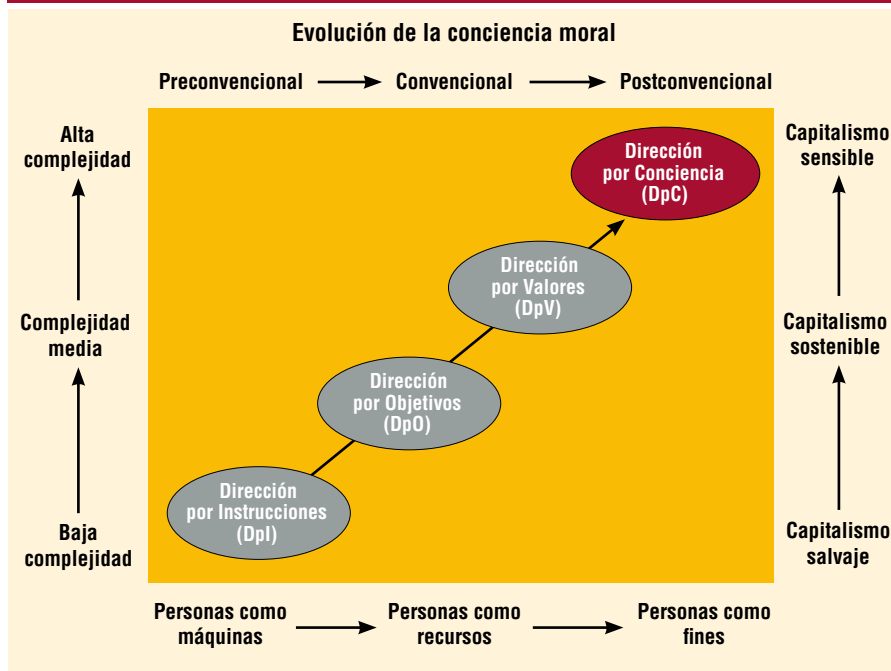 Evolución de la conciencia moral
Preconvencional Convencional Postconvencional
Alta
complejidad
Capitalismo
sensible
Dirección
por Conciencia
(DpC)
Dirección
por Valores
(DpV)
Complejidad
media
Capitalismo
sostenible
Dirección
por Objetivos
(DpO)
Dirección
por Instrucciones
(DpI)
Baja
complejidad
Capitalismo
salvaje
Personas como
máquinas
Personas como
recursos
Personas como
fines